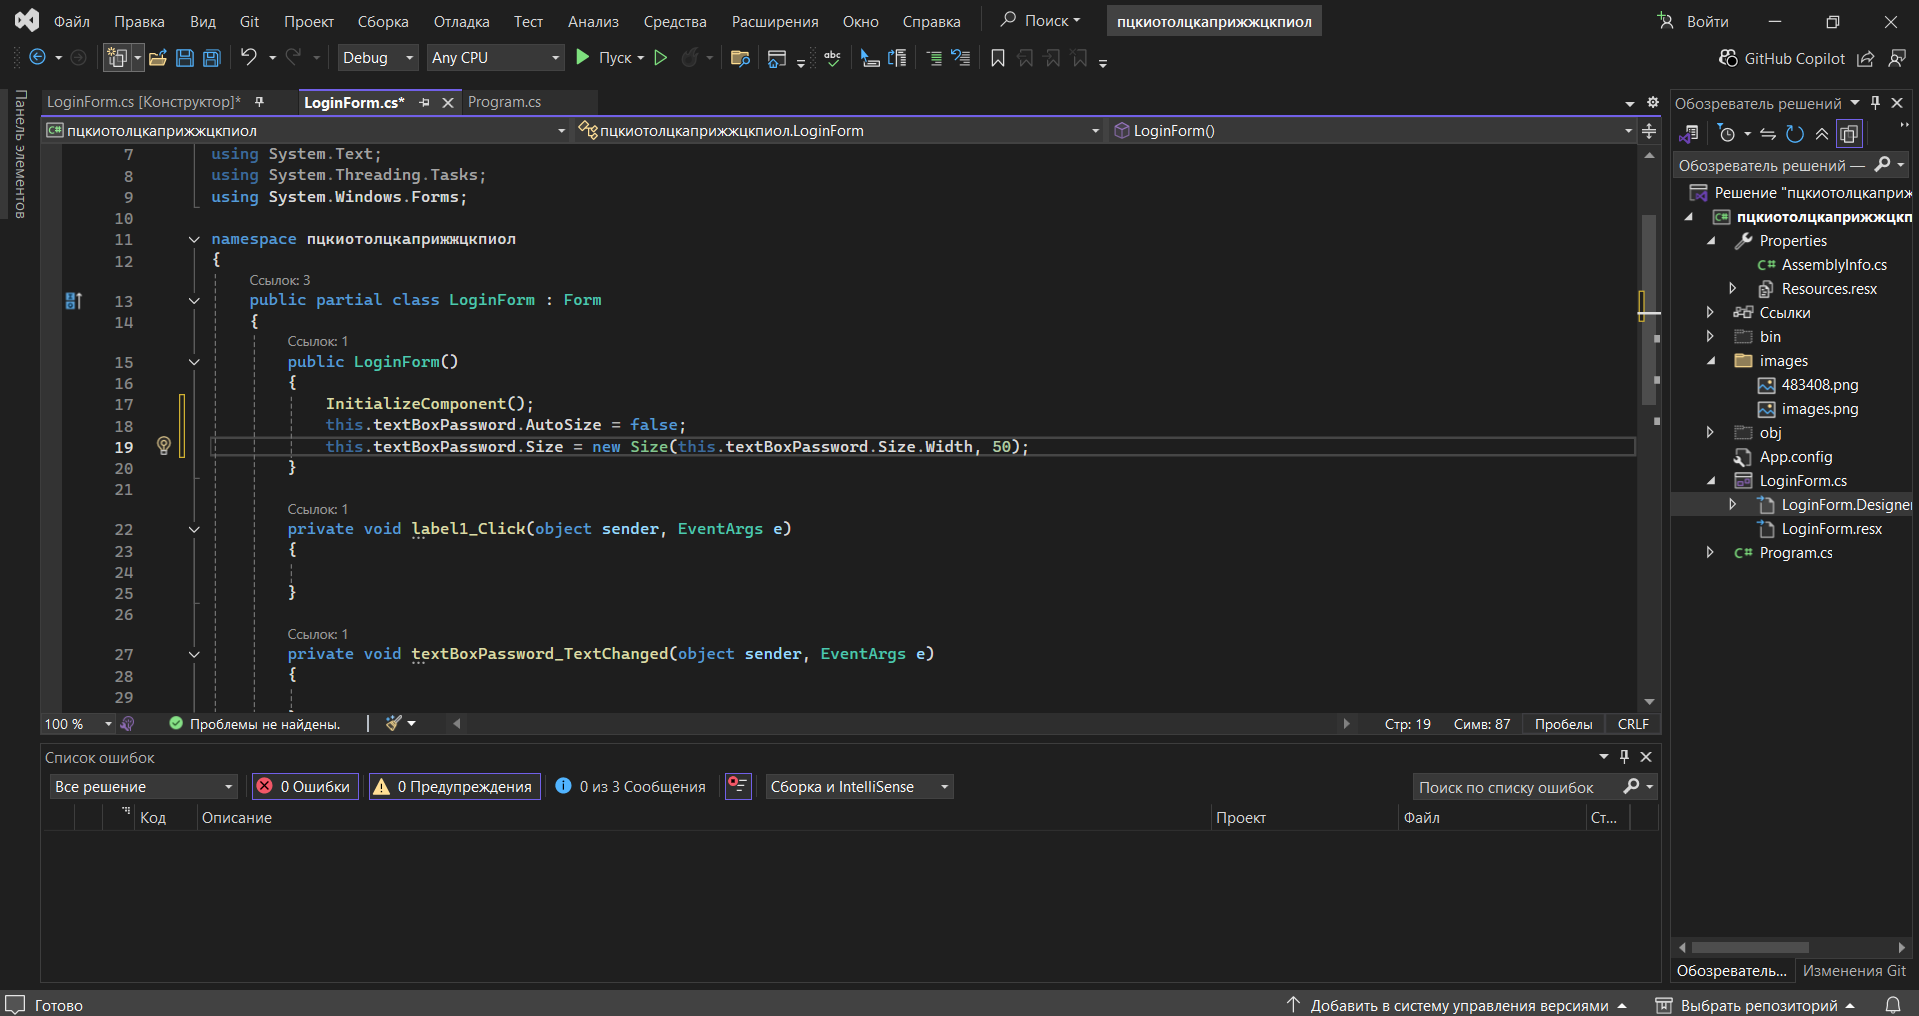 Файл Правка Вид Git Проект Сборка Отладка Тест Анализ Средства Расширения Окно Справка Поиск пцкиотолцкаприжжцкпиол Войти
Debug Any CPU Пуск abc GitHub Copilot
Панель элементов
LoginForm.cs [Конструктор]* LoginForm.cs* Program.cs
C# пцкиотолцкаприжжцкпиол пцкиотолцкаприжжцкпиол.LoginForm LoginForm()
7 using System.Text;
8 using System.Threading.Tasks;
9 using System.Windows.Forms;
10
11 namespace пцкиотолцкаприжжцкпиол
12 {
Ссылок: 3
13 public partial class LoginForm : Form
14 {
Ссылок: 1
15 public LoginForm()
16 {
17 InitializeComponent();
18 this.textBoxPassword.AutoSize = false;
19 this.textBoxPassword.Size = new Size(this.textBoxPassword.Size.Width, 50);
20 }
21
Ссылок: 1
22 private void label1_Click(object sender, EventArgs e)
23 {
24
25 }
26
Ссылок: 1
27 private void textBoxPassword_TextChanged(object sender, EventArgs e)
28 {
29
100 % Проблемы не найдены. Стр: 19 Симв: 87 Пробелы CRLF
Список ошибок
Все решение 0 Ошибки 0 Предупреждения 0 из 3 Сообщения Сборка и IntelliSense Поиск по списку ошибок
Код Описание Проект Файл Ст...
Обозреватель решений
Обозреватель решений —
Решение "пцкиотолцкаприж
C# пцкиотолцкаприжжцкп
Properties
C# AssemblyInfo.cs
Resources.resx
Ссылки
bin
images
483408.png
images.png
obj
App.config
LoginForm.cs
LoginForm.Designer
LoginForm.resx
C# Program.cs
Обозреватель... Изменения Git
Готово Добавить в систему управления версиями Выбрать репозиторий